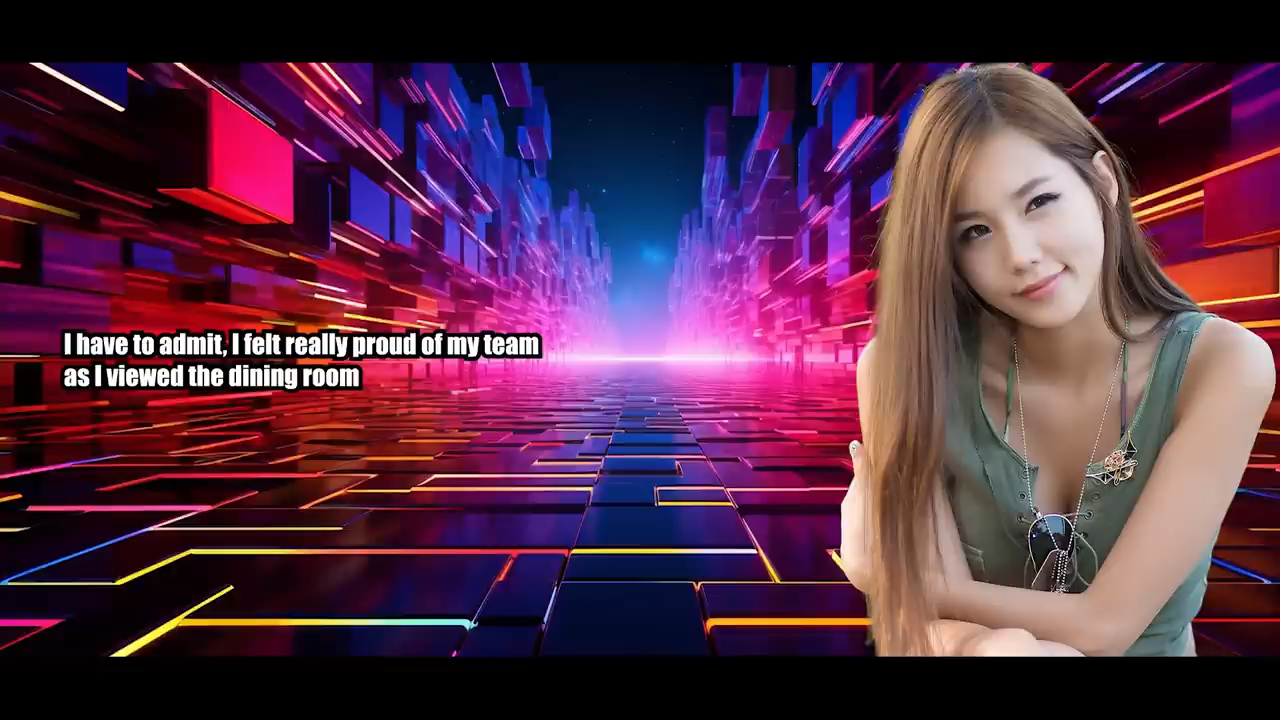 I have to admit, I felt really proud of my team
as I viewed the dining room